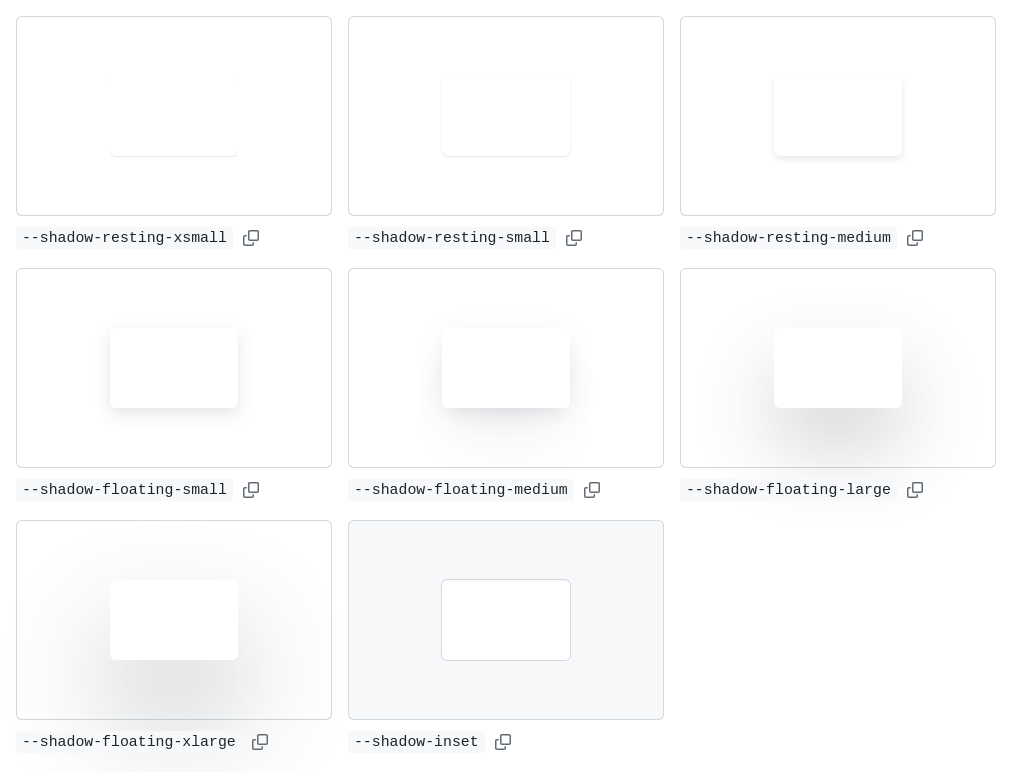 --shadow-resting-xsmall
--shadow-resting-small
--shadow-resting-medium
--shadow-floating-small
--shadow-floating-medium
--shadow-floating-large
--shadow-floating-xlarge
--shadow-inset